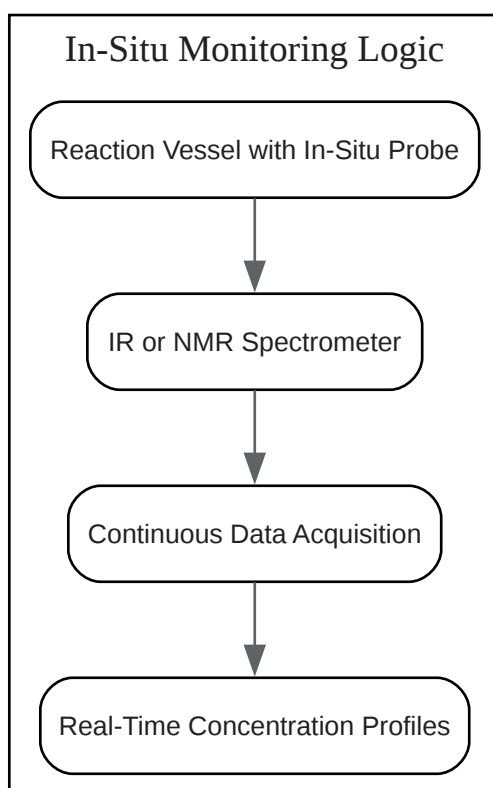 In-Situ Monitoring Logic
Reaction Vessel with In-Situ Probe
IR or NMR Spectrometer
Continuous Data Acquisition
Real-Time Concentration Profiles